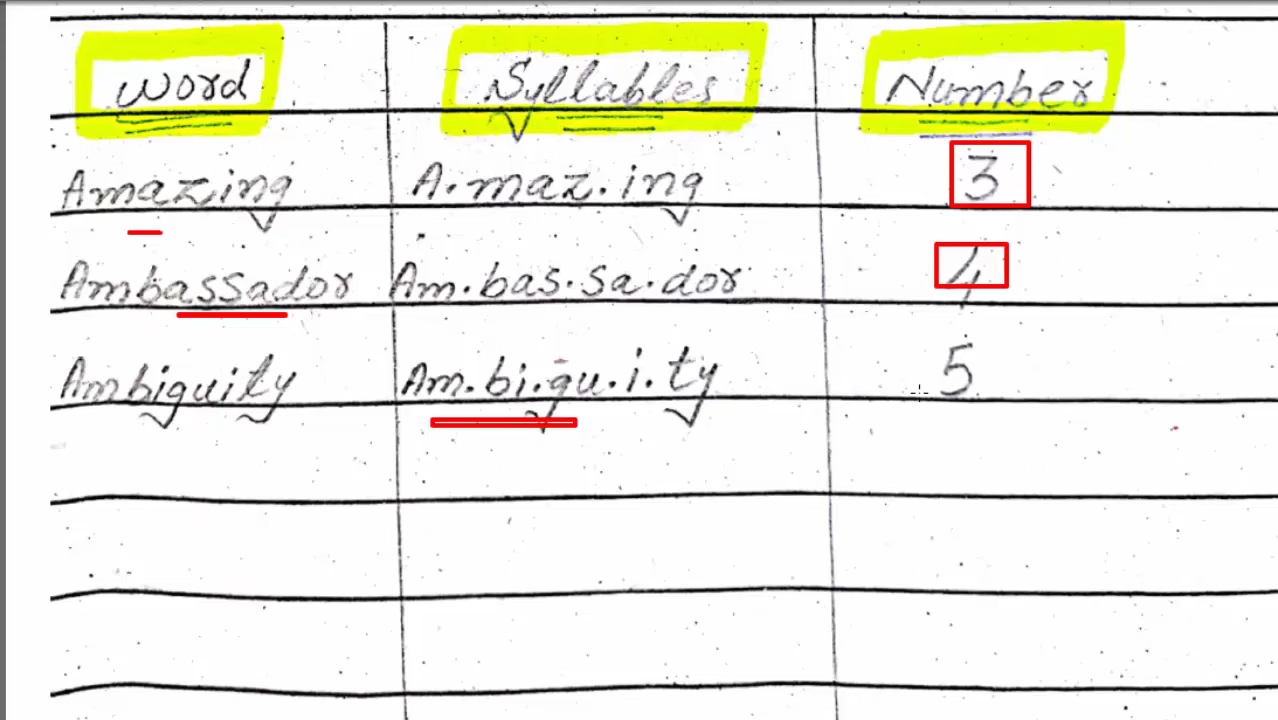 Word Syllables Number
Amazing A.maz.ing 3
Ambassador Am.bas.sa.dor 4
Ambiguity Am.bi.gu.i.ty 5